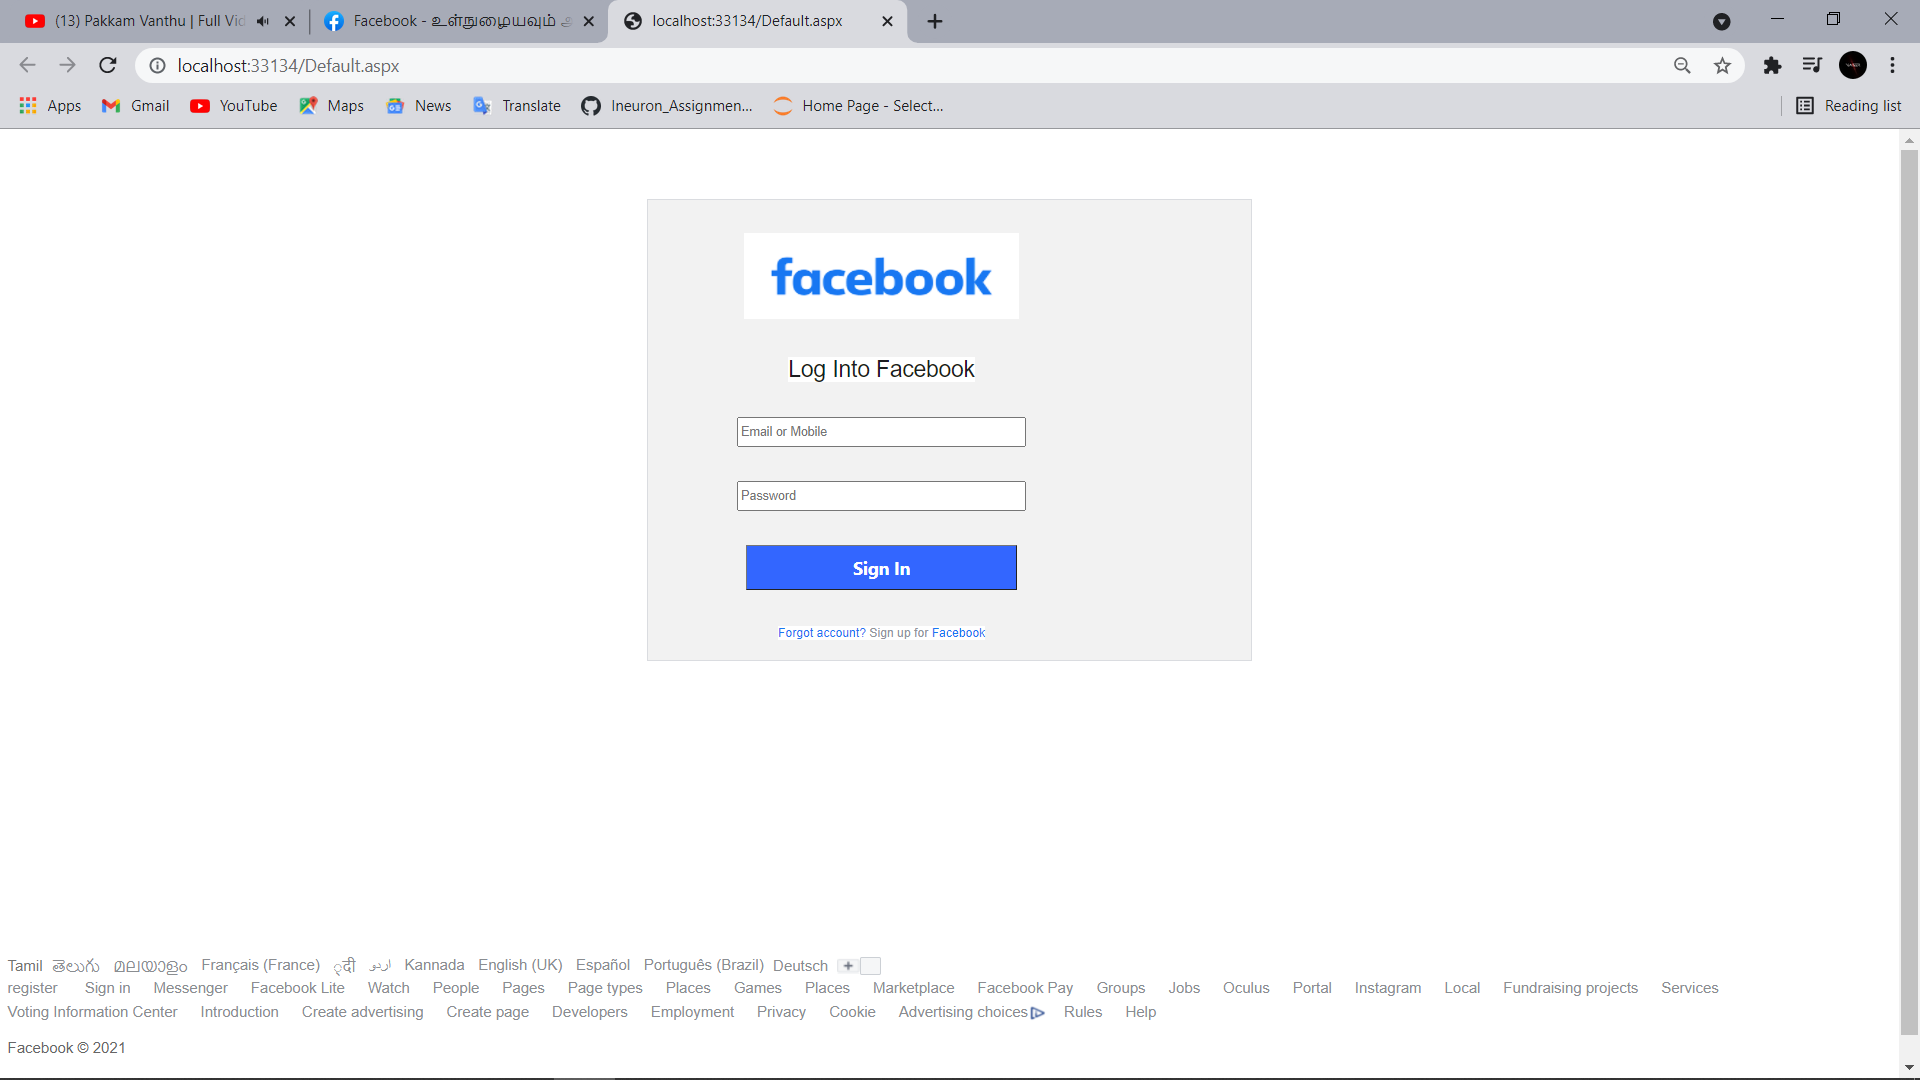 (13) Pakkam Vanthu | Full Vid
Facebook - உள்நுழையவும் அ
localhost:33134/Default.aspx
localhost:33134/Default.aspx
Apps Gmail YouTube Maps News Translate Ineuron_Assignmen... Home Page - Select... Reading list
facebook
Log Into Facebook
Email or Mobile
Password
Sign In
Forgot account? Sign up for Facebook
Tamil తెలుగు മലയാളം Français (France) ्दी اردو Kannada English (UK) Español Português (Brazil) Deutsch +
register Sign in Messenger Facebook Lite Watch People Pages Page types Places Games Places Marketplace Facebook Pay Groups Jobs Oculus Portal Instagram Local Fundraising projects Services
Voting Information Center Introduction Create advertising Create page Developers Employment Privacy Cookie Advertising choices Rules Help
Facebook © 2021